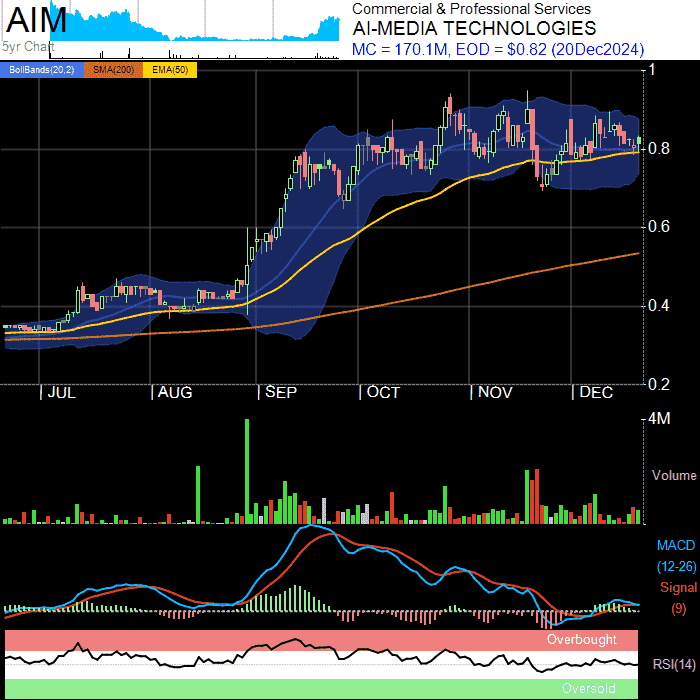 AIM
5yr Chart
Commercial & Professional Services
AI-MEDIA TECHNOLOGIES
MC = 170.1M, EOD = $0.82 (20Dec2024)
BollBands(20,2) SMA(200) EMA(50)
1
0.8
0.6
0.4
0.2
| JUL | AUG | SEP | OCT | NOV | DEC
4M
Volume
MACD
(12-26)
Signal
(9)
Overbought
RSI(14)
Oversold